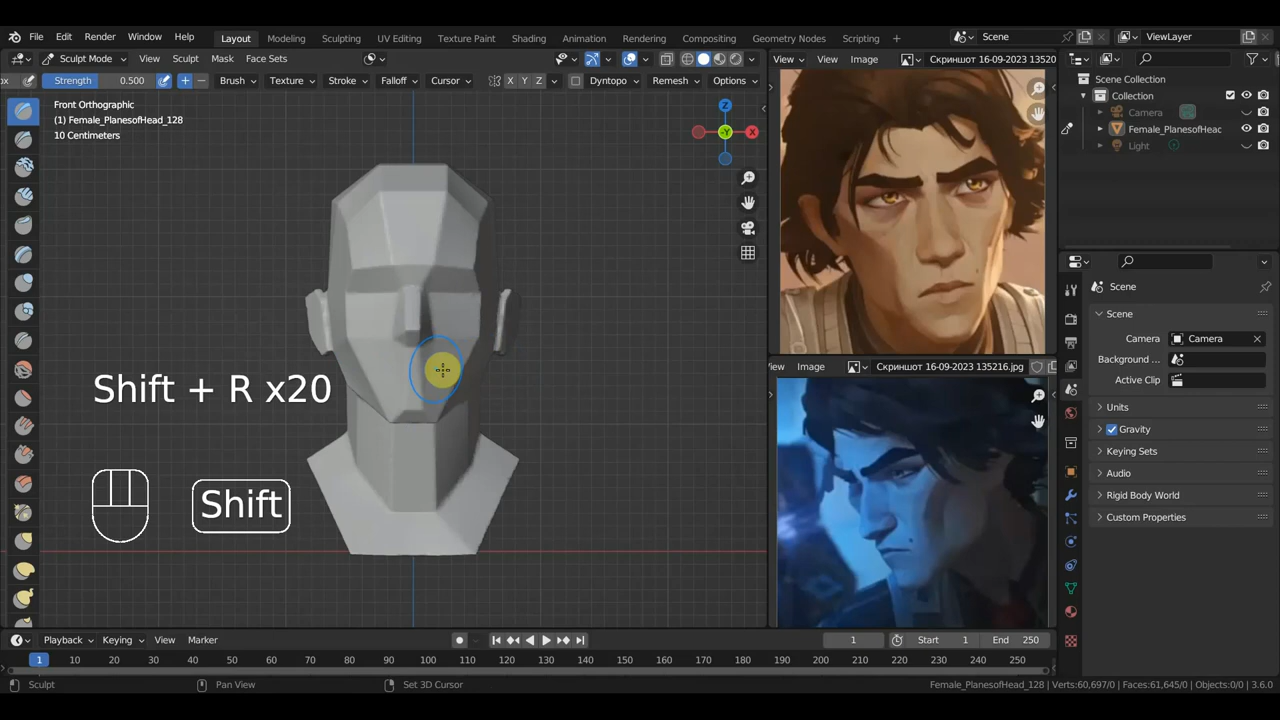 File Edit Render Window Help Layout Modeling Sculpting UV Editing Texture Paint Shading Animation Rendering Compositing Geometry Nodes Scripting Scene ViewLayer
Sculpt Mode View Sculpt Mask Face Sets View View Image Скриншот 16-09-2023 13520
Strength 0.500 Brush Texture Stroke Falloff Cursor X Y Z Dyntopo Remesh Options
Scene Collection
Collection
Camera
Female_PlanesofHeac
Light
Front Orthographic
(1) Female_PlanesofHead_128
10 Centimeters
Z
X
-Y
Shift + R x20
Shift
Image Скриншот 16-09-2023 135216.jpg
Scene
Scene
Camera Camera
Background ...
Active Clip
Units
Gravity
Keying Sets
Audio
Rigid Body World
Custom Properties
Playback Keying View Marker 1 Start 1 End 250
1 10 20 30 40 50 60 70 80 90 100 110 120 130 140 150 160 170 180 190 200 210 220 230 240 250
Sculpt Pan View Set 3D Cursor Female_PlanesofHead_128 | Verts:60,697/0 | Faces:61,645/0 | Objects:0/0 | 3.6.0